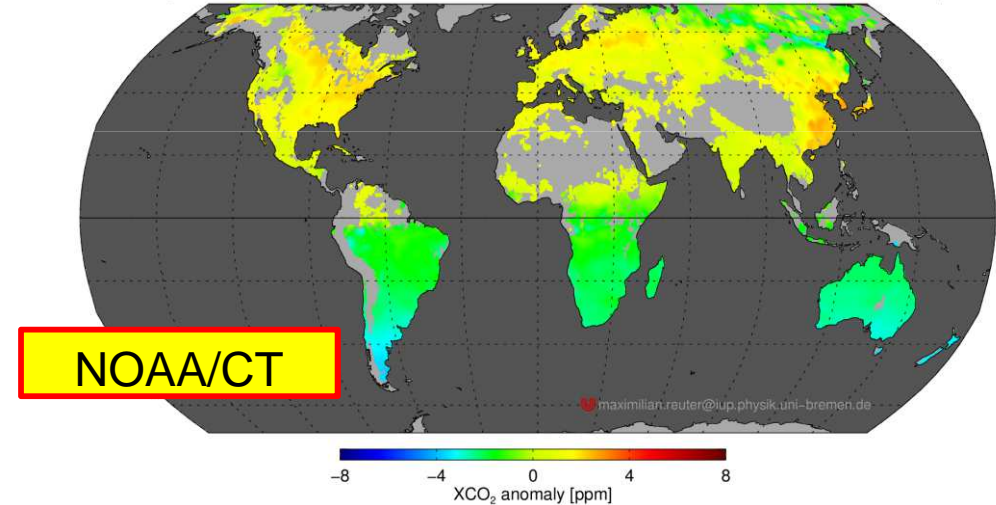 NOAA/CT
maximilian.reuter@iup.physik.uni-bremen.de
−8 −4 0 4 8
XCO₂ anomaly [ppm]